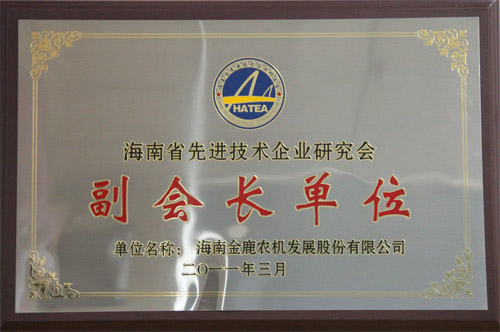 HATEA
海南省先进技术企业研究会
副会长单位
单位名称：海南金鹿农机发展股份有限公司
二〇一一年三月